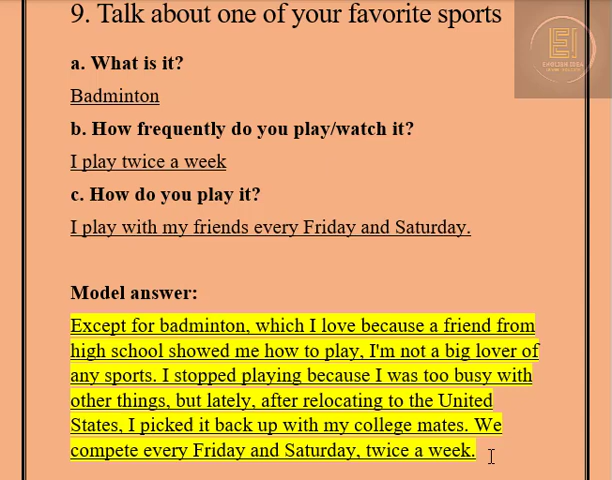 9. Talk about one of your favorite sports
a. What is it?
Badminton
b. How frequently do you play/watch it?
I play twice a week
c. How do you play it?
I play with my friends every Friday and Saturday.
Model answer:
Except for badminton, which I love because a friend from
high school showed me how to play, I'm not a big lover of
any sports. I stopped playing because I was too busy with
other things, but lately, after relocating to the United
States, I picked it back up with my college mates. We
compete every Friday and Saturday, twice a week.